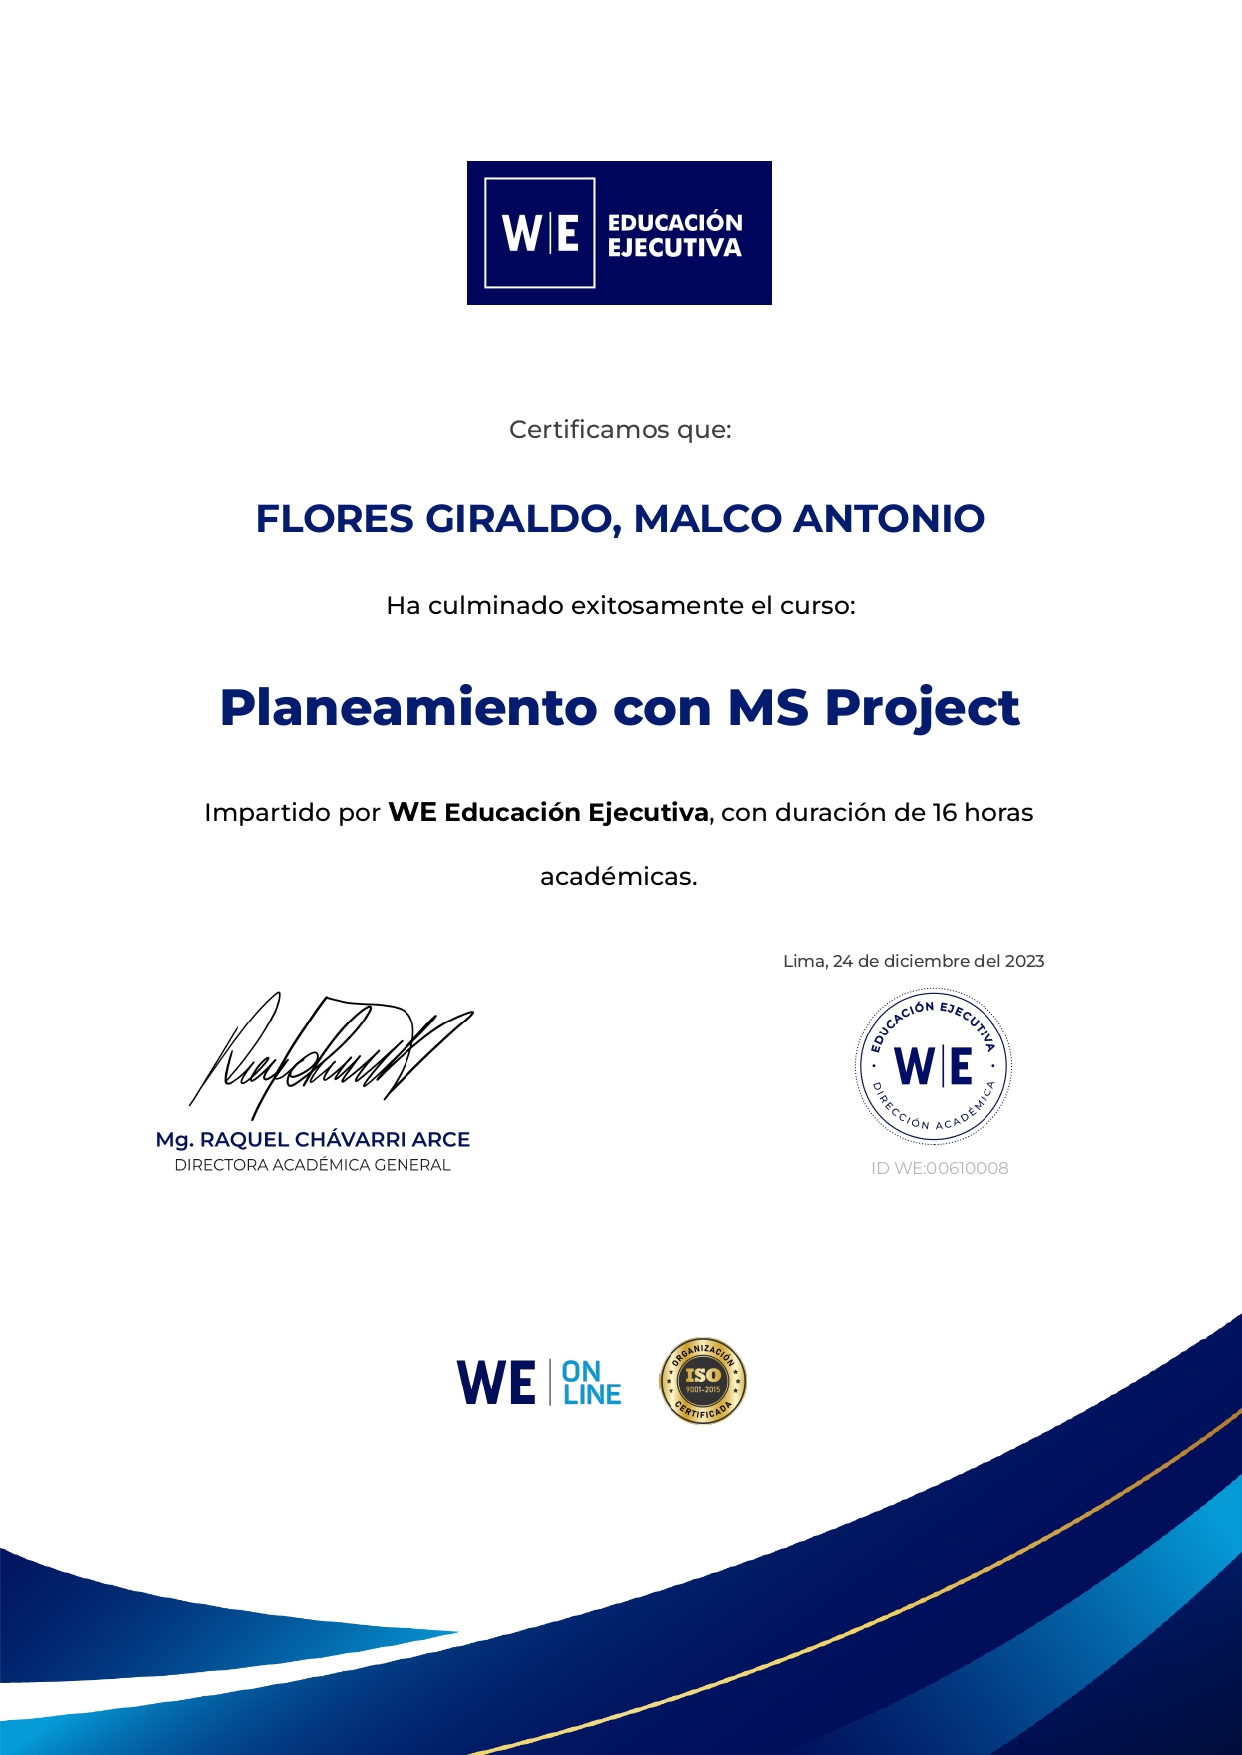 W|E EDUCACIÓN
EJECUTIVA
Certificamos que:
FLORES GIRALDO, MALCO ANTONIO
Ha culminado exitosamente el curso:
Planeamiento con MS Project
Impartido por WE Educación Ejecutiva, con duración de 16 horas
académicas.
Lima, 24 de diciembre del 2023
EDUCACIÓN EJECUTIVA
W|E
DIRECCIÓN ACADÉMICA
Mg. RAQUEL CHÁVARRI ARCE
DIRECTORA ACADÉMICA GENERAL
ID WE:00610008
WE | ON
LINE
ORGANIZACIÓN
ISO
9001-2015
CERTIFICADA